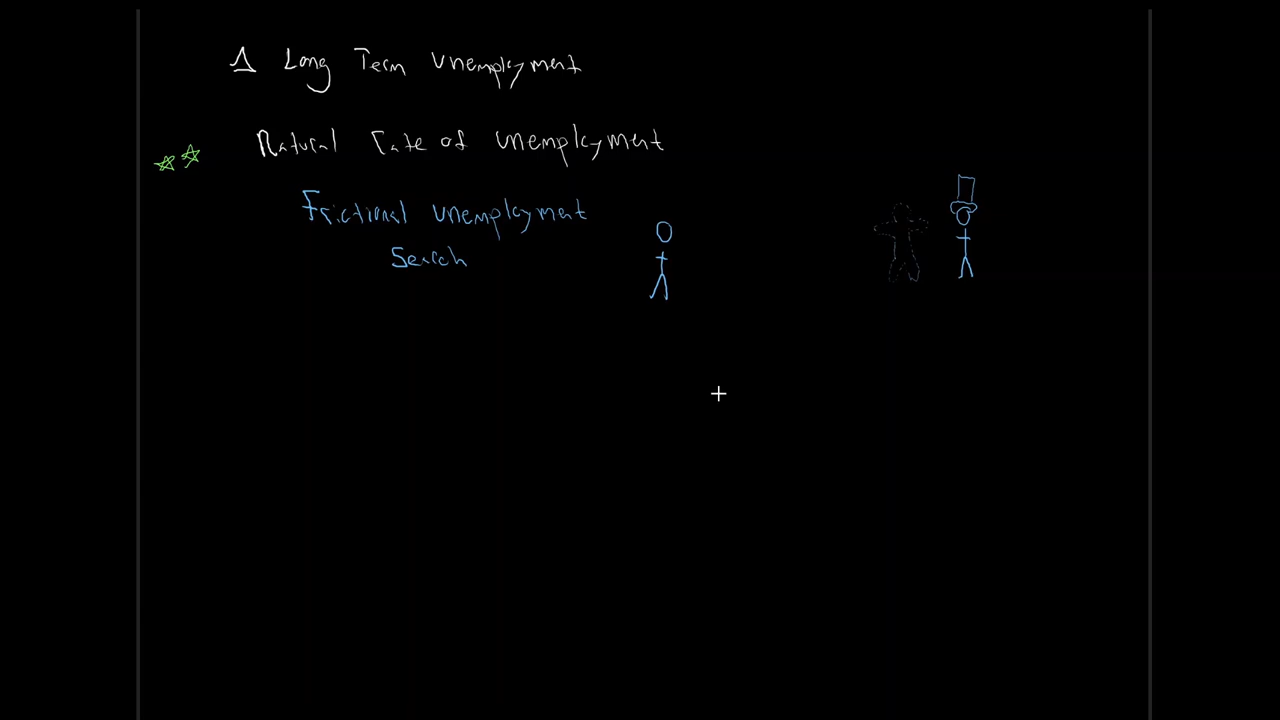 1 Long Term Unemployment
Natural rate of unemployment
Frictional unemployment
Search